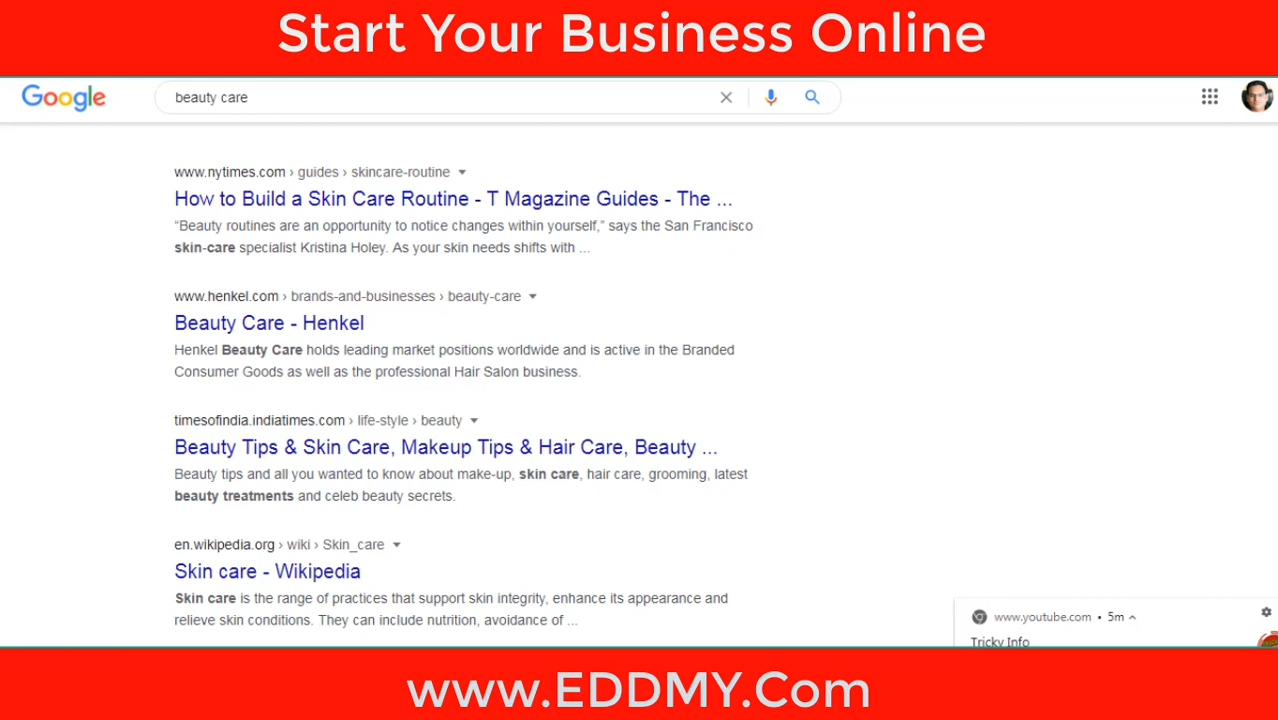 Start Your Business Online
Google
beauty care
www.nytimes.com › guides › skincare-routine
How to Build a Skin Care Routine - T Magazine Guides - The ...
“Beauty routines are an opportunity to notice changes within yourself,” says the San Francisco
skin-care specialist Kristina Holey. As your skin needs shifts with ...
www.henkel.com › brands-and-businesses › beauty-care
Beauty Care - Henkel
Henkel Beauty Care holds leading market positions worldwide and is active in the Branded
Consumer Goods as well as the professional Hair Salon business.
timesofindia.indiatimes.com › life-style › beauty
Beauty Tips & Skin Care, Makeup Tips & Hair Care, Beauty ...
Beauty tips and all you wanted to know about make-up, skin care, hair care, grooming, latest
beauty treatments and celeb beauty secrets.
en.wikipedia.org › wiki › Skin_care
Skin care - Wikipedia
Skin care is the range of practices that support skin integrity, enhance its appearance and
relieve skin conditions. They can include nutrition, avoidance of ...
www.youtube.com • 5m
Tricky Info
www.EDDMY.Com